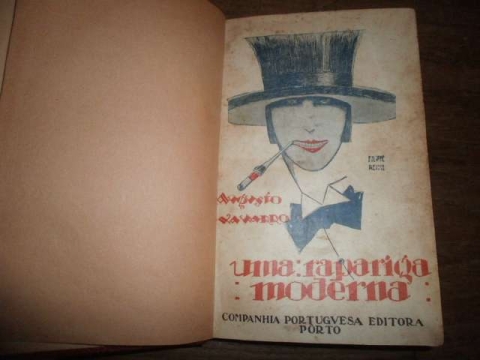 AUGUSTO
NAVARRO
uma: rapariga
: moderna :
COMPANHIA PORTUGUESA EDITORA
PORTO